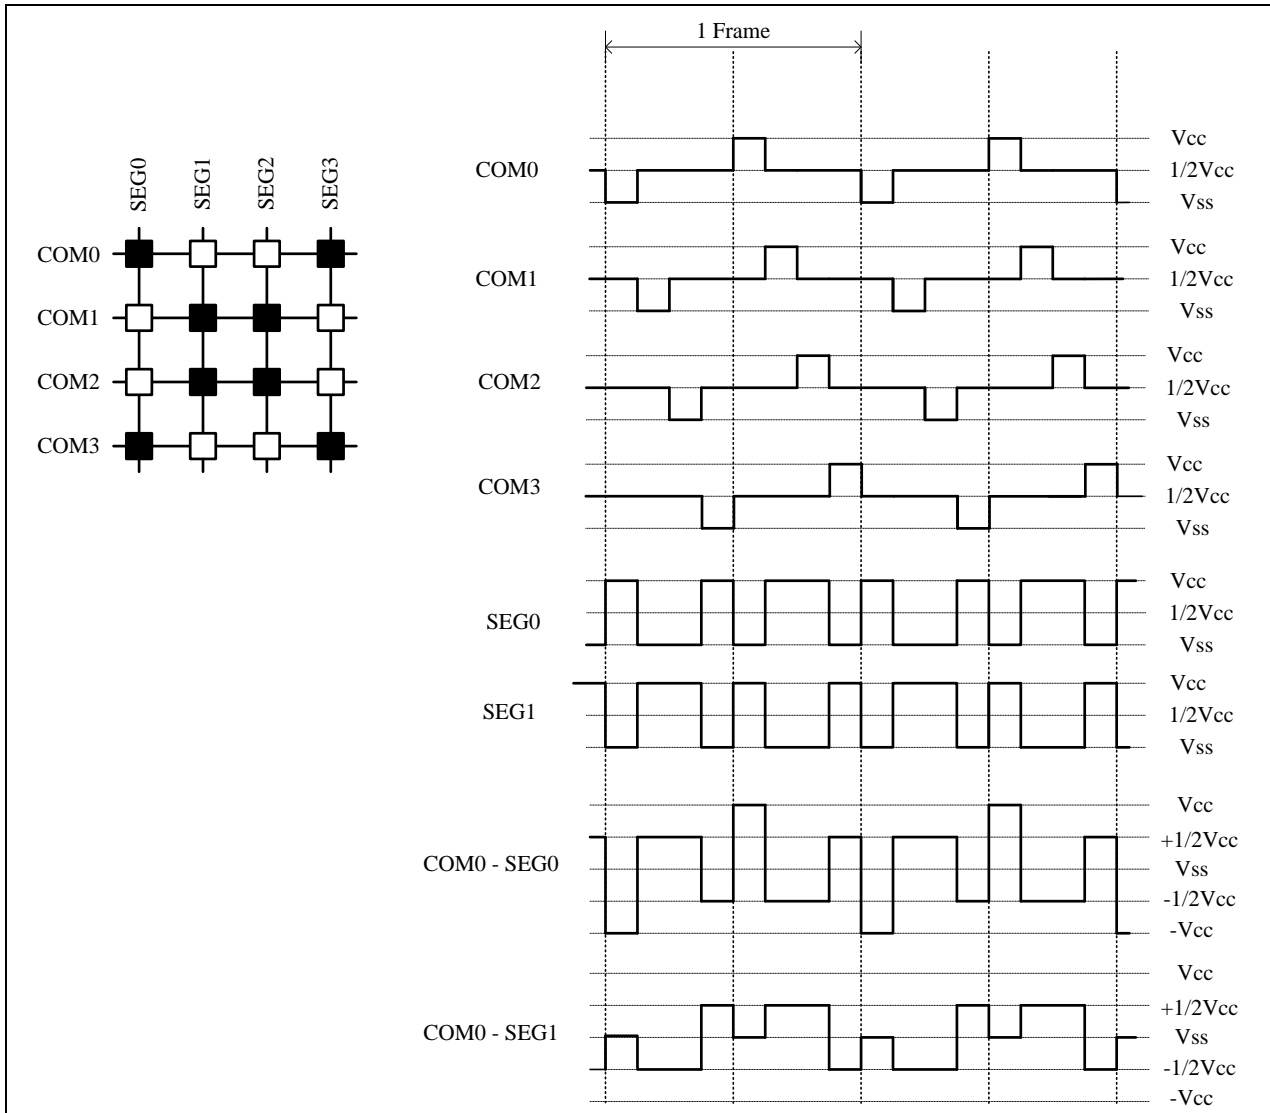 1 Frame
SEG0
SEG1
SEG2
SEG3
COM0
COM1
COM2
COM3
COM0
Vcc
1/2Vcc
Vss
COM1
Vcc
1/2Vcc
Vss
COM2
Vcc
1/2Vcc
Vss
COM3
Vcc
1/2Vcc
Vss
SEG0
Vcc
1/2Vcc
Vss
SEG1
Vcc
1/2Vcc
Vss
COM0 - SEG0
Vcc
+1/2Vcc
Vss
-1/2Vcc
-Vcc
COM0 - SEG1
Vcc
+1/2Vcc
Vss
-1/2Vcc
-Vcc